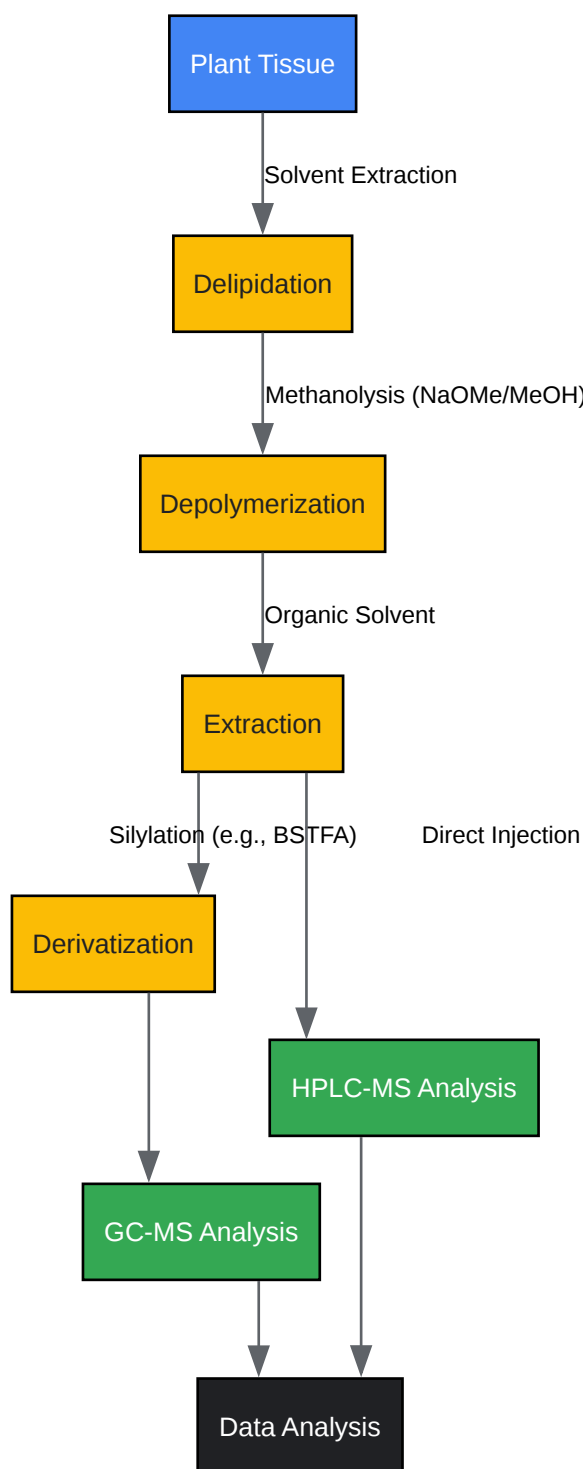 Plant Tissue
Solvent Extraction
Delipidation
Methanolysis (NaOMe/MeOH)
Depolymerization
Organic Solvent
Extraction
Silylation (e.g., BSTFA)
Direct Injection
Derivatization
HPLC-MS Analysis
GC-MS Analysis
Data Analysis